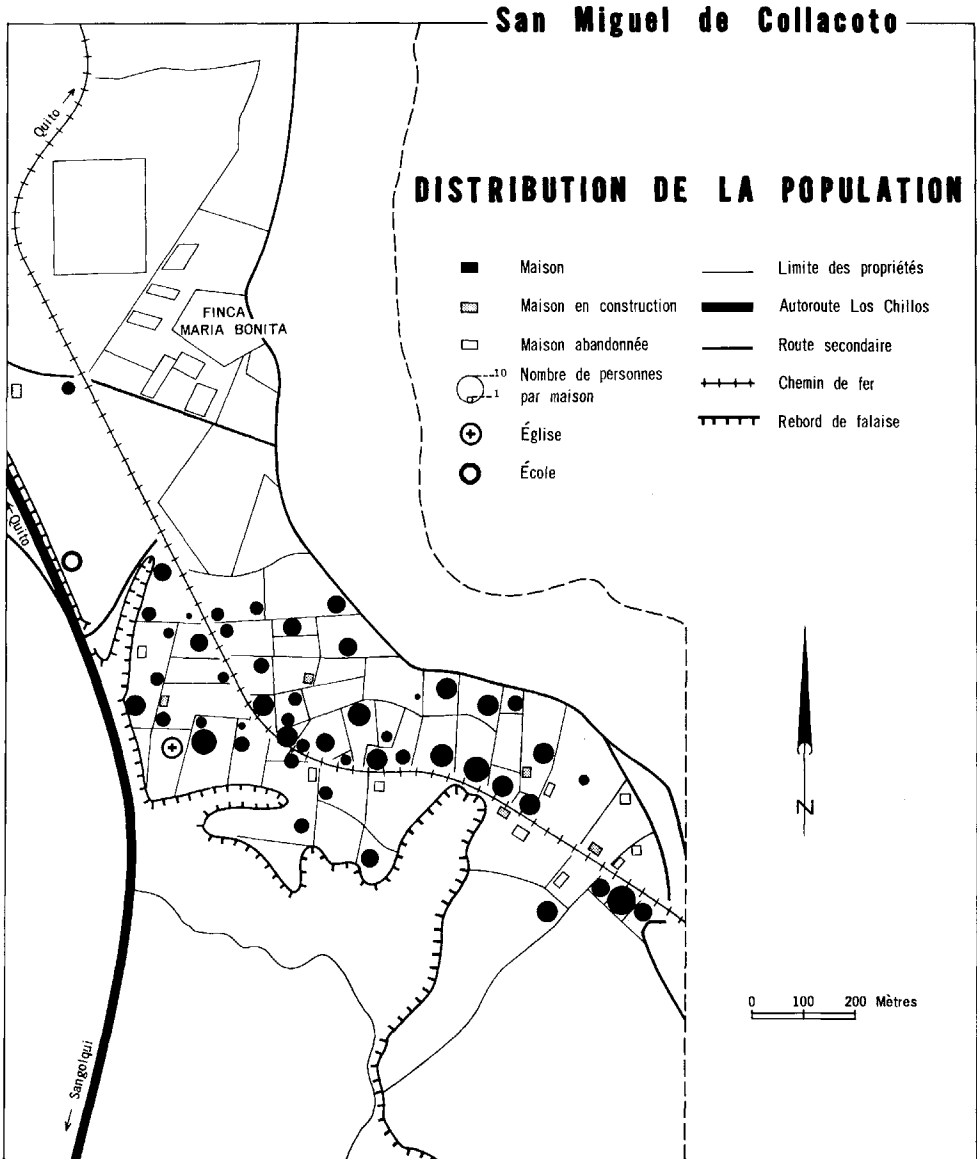 San Miguel de Collacoto
DISTRIBUTION DE LA POPULATION
Maison
Maison en construction
Maison abandonnée
10
1
Nombre de personnes
par maison
Église
École
Limite des propriétés
Autoroute Los Chillos
Route secondaire
Chemin de fer
Rebord de falaise
Quito
FINCA
MARIA BONITA
Quito
N
0 100 200 Mètres
Sangolqui